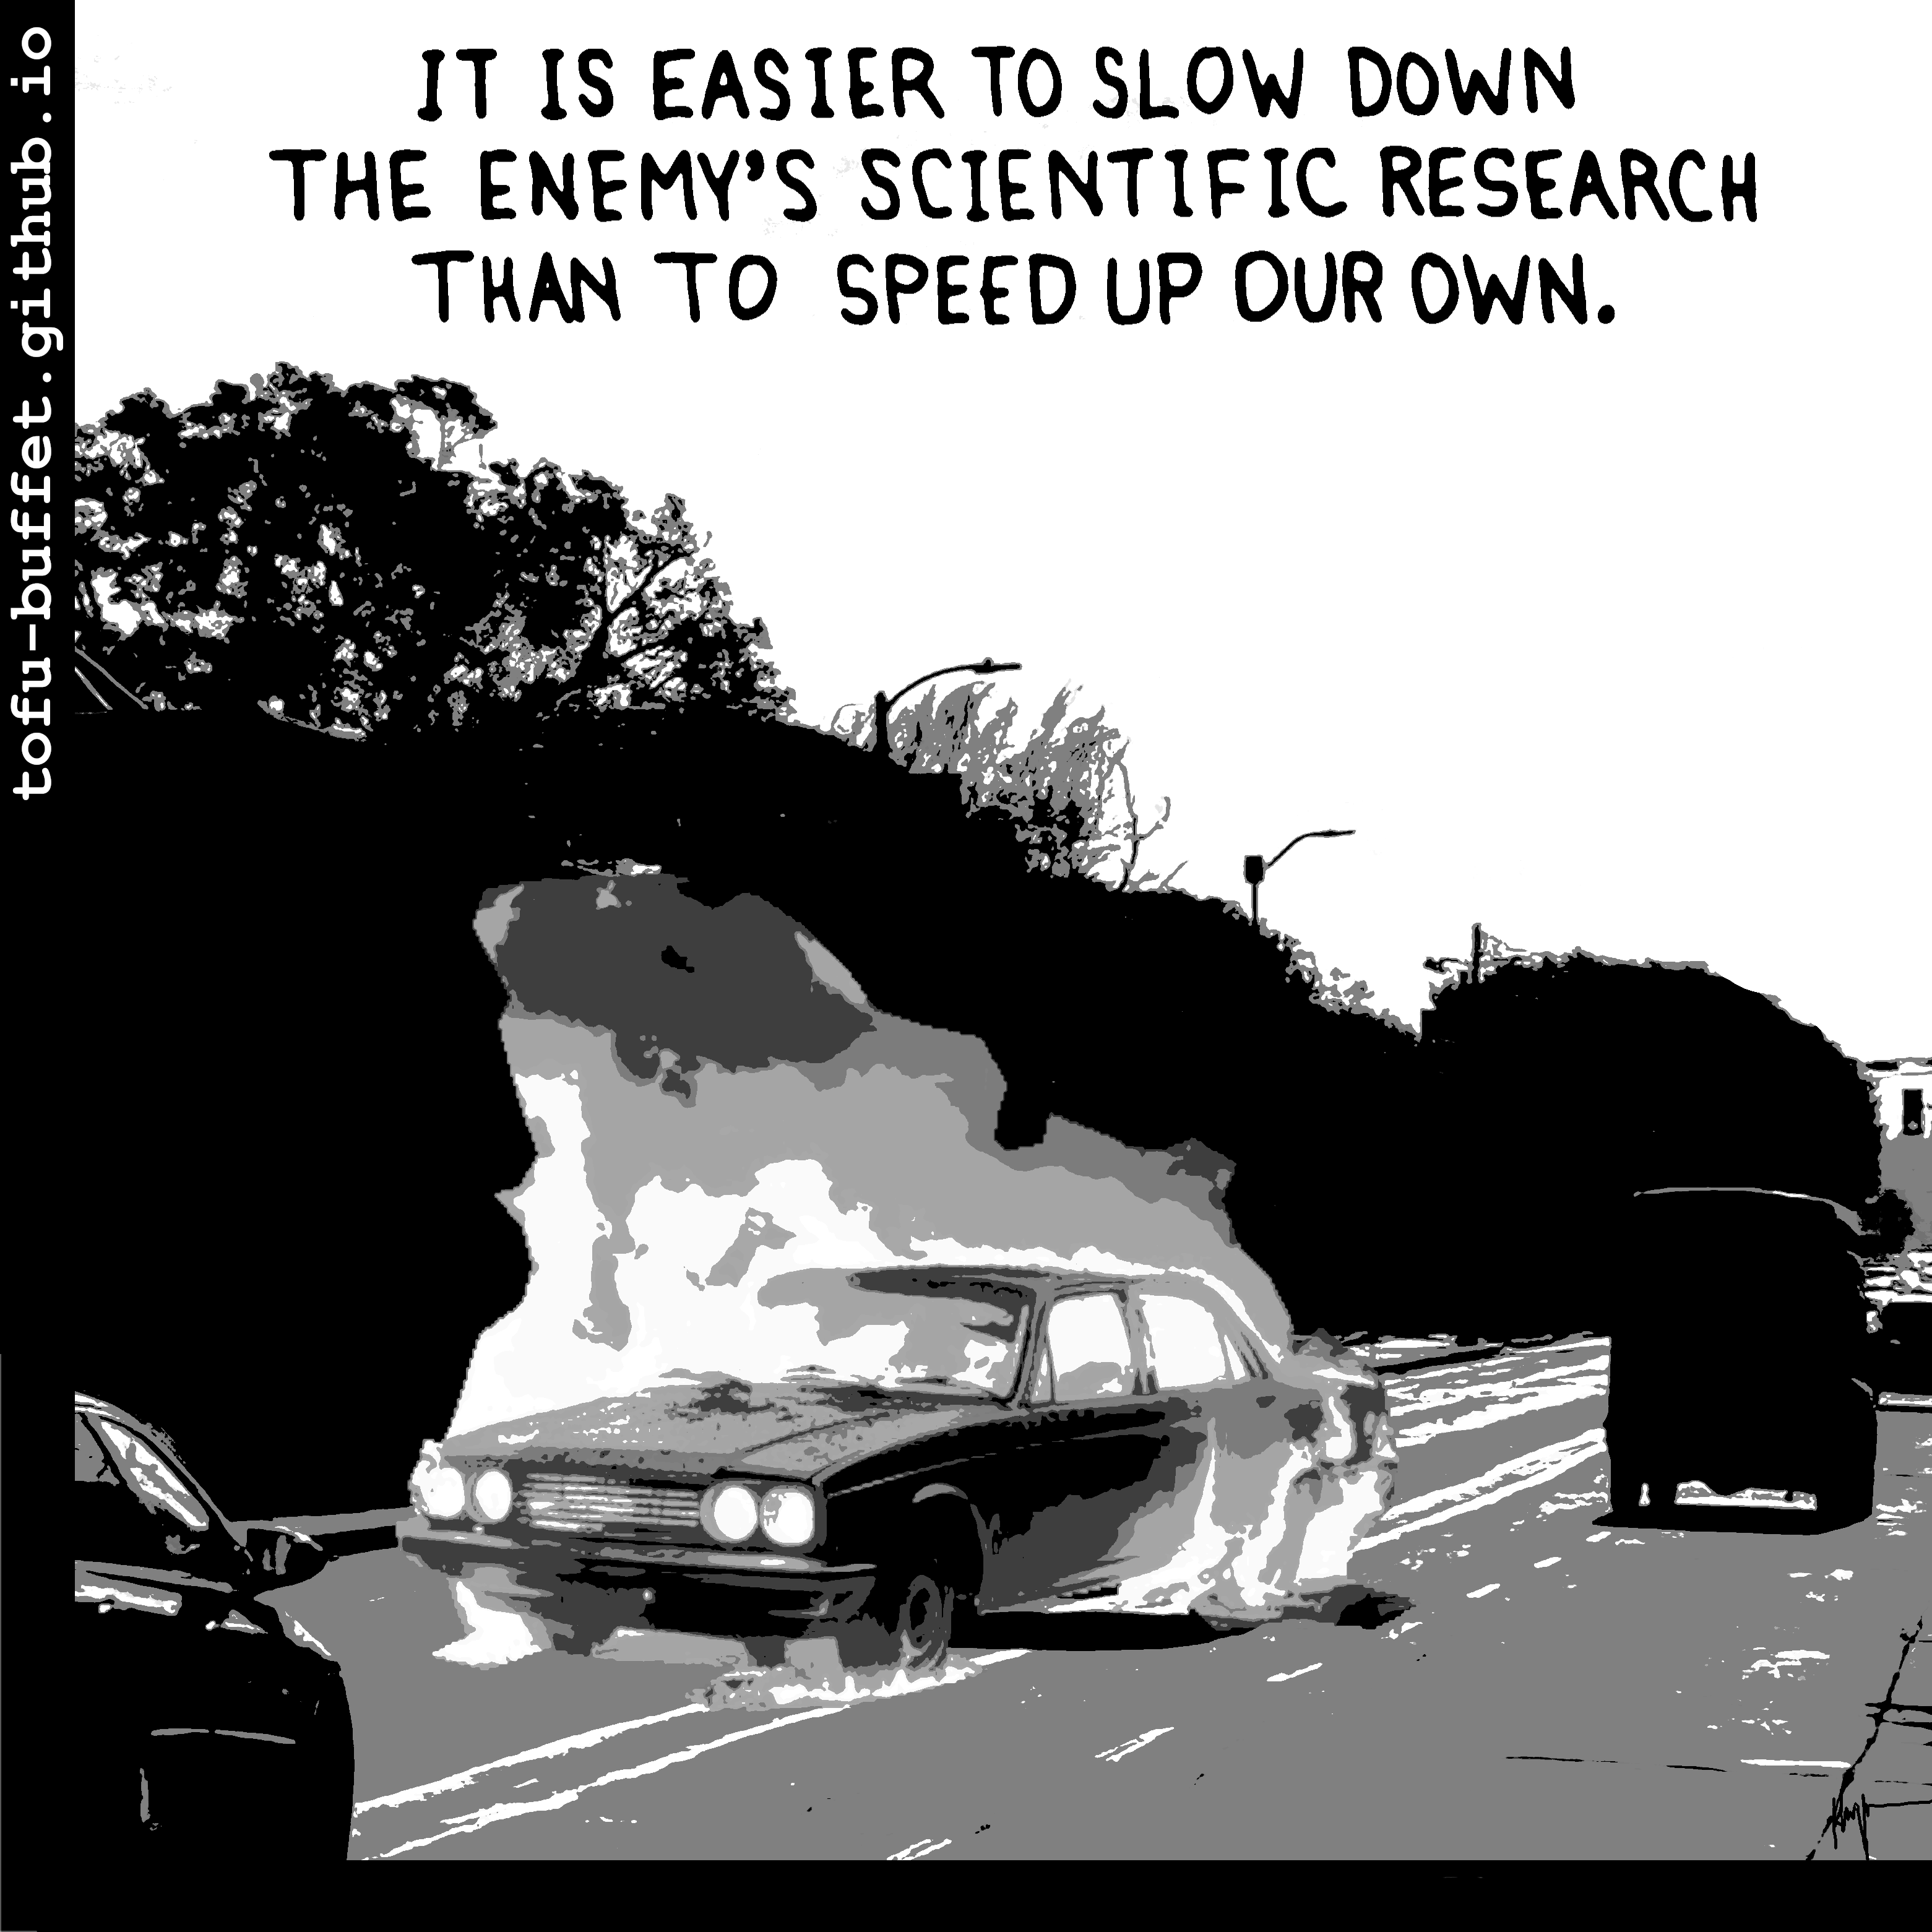 IT IS EASIER TO SLOW DOWN
THE ENEMY'S SCIENTIFIC RESEARCH
THAN TO SPEED UP OUR OWN.
tofu-buffet.github.io